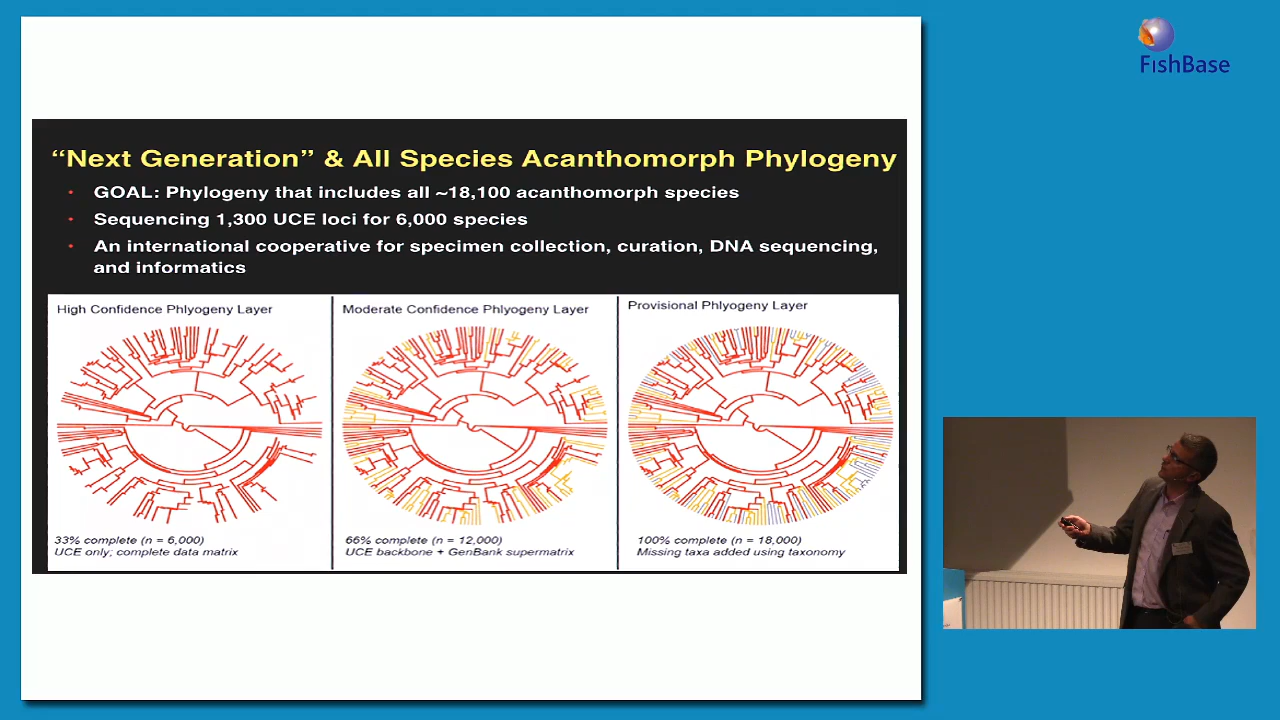 FishBase
“Next Generation” & All Species Acanthomorph Phylogeny
• GOAL: Phylogeny that includes all ~18,100 acanthomorph species
• Sequencing 1,300 UCE loci for 6,000 species
• An international cooperative for specimen collection, curation, DNA sequencing,
and informatics
High Confidence Phlyogeny Layer
33% complete (n = 6,000)
UCE only; complete data matrix
Moderate Confidence Phlyogeny Layer
66% complete (n = 12,000)
UCE backbone + GenBank supermatrix
Provisional Phlyogeny Layer
100% complete (n = 18,000)
Missing taxa added using taxonomy